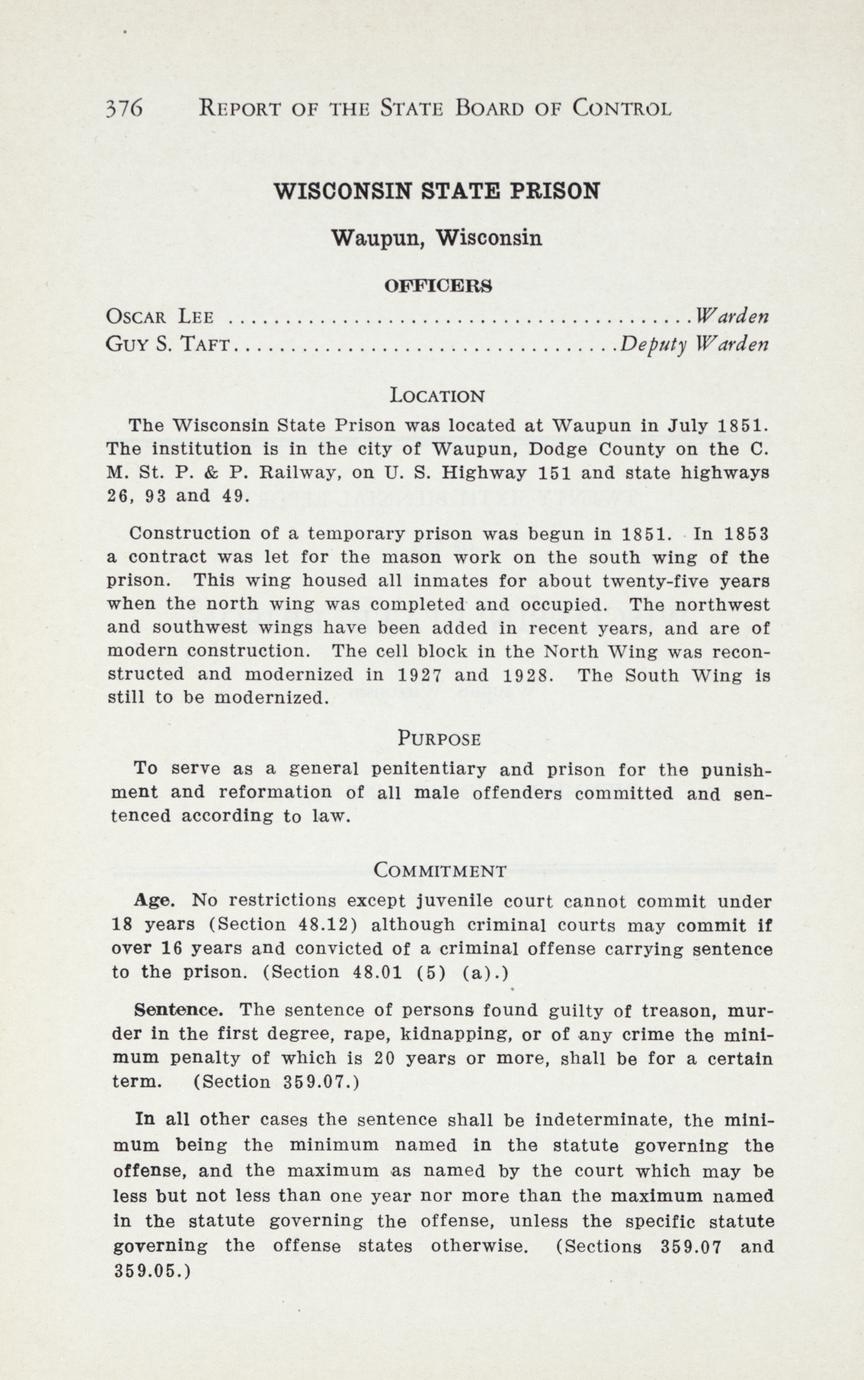 376 REPORT OF THE STATE BOARD OF CONTROL
WISCONSIN STATE PRISON
Waupun, Wisconsin
OFFICERS
OSCAR LEE ........................................Warden
GUY S. TAFT..................................Deputy Warden
LOCATION
The Wisconsin State Prison was located at Waupun in July 1851.
The institution is in the city of Waupun, Dodge County on the C.
M. St. P. & P. Railway, on U. S. Highway 151 and state highways
26, 93 and 49.
Construction of a temporary prison was begun in 1851. In 1853
a contract was let for the mason work on the south wing of the
prison. This wing housed all inmates for about twenty-five years
when the north wing was completed and occupied. The northwest
and southwest wings have been added in recent years, and are of
modern construction. The cell block in the North Wing was recon-
structed and modernized in 1927 and 1928. The South Wing is
still to be modernized.
PURPOSE
To serve as a general penitentiary and prison for the punish-
ment and reformation of all male offenders committed and sen-
tenced according to law.
COMMITMENT
Age. No restrictions except juvenile court cannot commit under
18 years (Section 48.12) although criminal courts may commit if
over 16 years and convicted of a criminal offense carrying sentence
to the prison. (Section 48.01 (5) (a).)
Sentence. The sentence of persons found guilty of treason, mur-
der in the first degree, rape, kidnapping, or of any crime the mini-
mum penalty of which is 20 years or more, shall be for a certain
term. (Section 359.07.)
In all other cases the sentence shall be indeterminate, the mini-
mum being the minimum named in the statute governing the
offense, and the maximum as named by the court which may be
less but not less than one year nor more than the maximum named
in the statute governing the offense, unless the specific statute
governing the offense states otherwise. (Sections 359.07 and
359.05.)